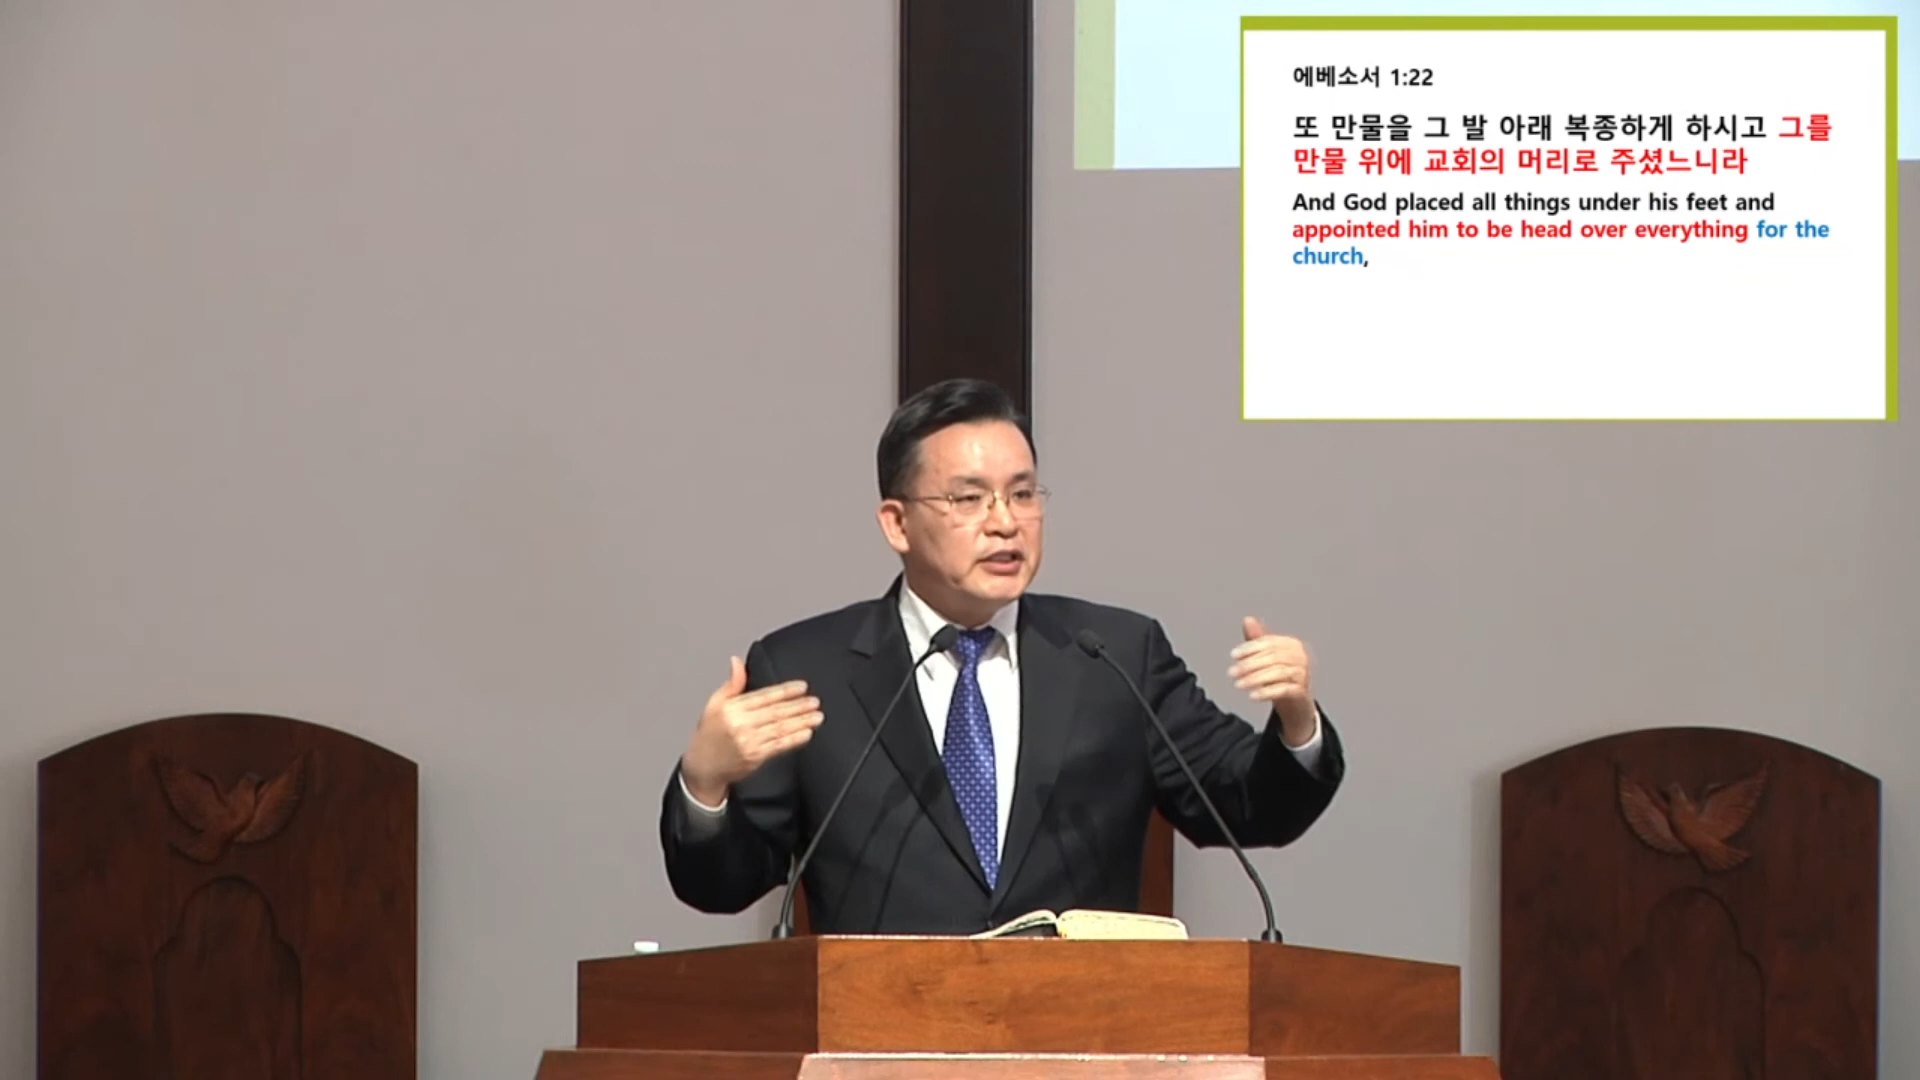 에베소서 1:22
또 만물을 그 발 아래 복종하게 하시고 그를
만물 위에 교회의 머리로 주셨느니라
And God placed all things under his feet and
appointed him to be head over everything for the
church,